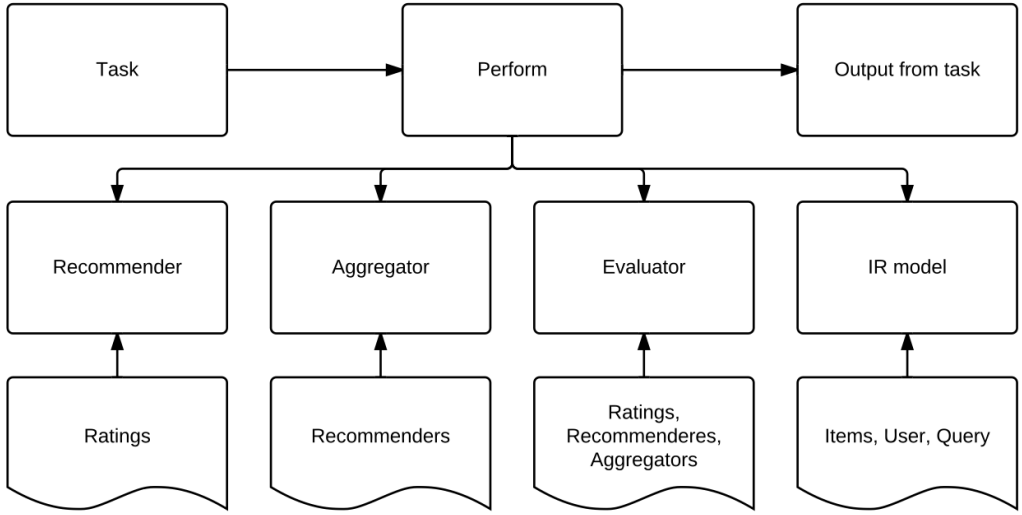 Task
Perform
Output from task
Recommender
Aggregator
Evaluator
IR model
Ratings
Recommenders
Ratings,
Recommenderes,
Aggregators
Items, User, Query